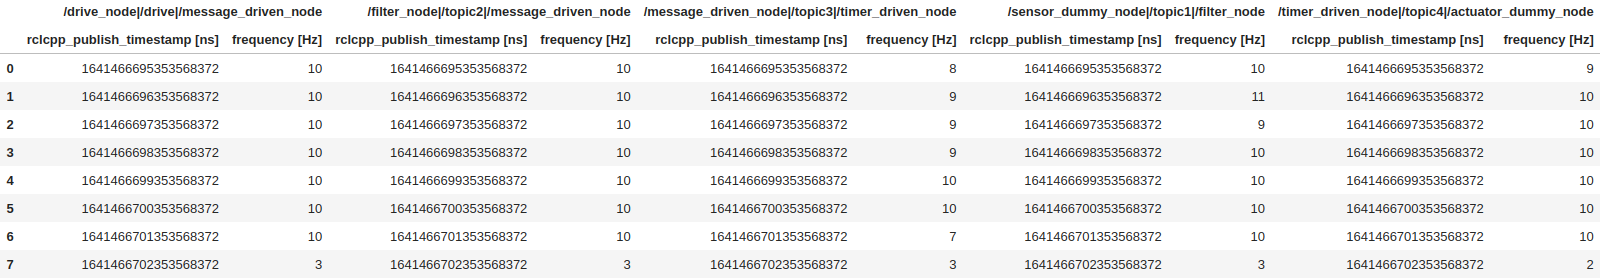 /drive_node|/drive|/message_driven_node /filter_node|/topic2|/message_driven_node /message_driven_node|/topic3|/timer_driven_node /sensor_dummy_node|/topic1|/filter_node /timer_driven_node|/topic4|/actuator_dummy_node
rclcpp_publish_timestamp [ns] frequency [Hz] rclcpp_publish_timestamp [ns] frequency [Hz] rclcpp_publish_timestamp [ns] frequency [Hz] rclcpp_publish_timestamp [ns] frequency [Hz] rclcpp_publish_timestamp [ns] frequency [Hz]
0 1641466695353568372 10 1641466695353568372 10 1641466695353568372 8 1641466695353568372 10 1641466695353568372 9
1 1641466696353568372 10 1641466696353568372 10 1641466696353568372 9 1641466696353568372 11 1641466696353568372 10
2 1641466697353568372 10 1641466697353568372 10 1641466697353568372 9 1641466697353568372 9 1641466697353568372 10
3 1641466698353568372 10 1641466698353568372 10 1641466698353568372 9 1641466698353568372 10 1641466698353568372 10
4 1641466699353568372 10 1641466699353568372 10 1641466699353568372 10 1641466699353568372 10 1641466699353568372 10
5 1641466700353568372 10 1641466700353568372 10 1641466700353568372 10 1641466700353568372 10 1641466700353568372 10
6 1641466701353568372 10 1641466701353568372 10 1641466701353568372 7 1641466701353568372 10 1641466701353568372 10
7 1641466702353568372 3 1641466702353568372 3 1641466702353568372 3 1641466702353568372 3 1641466702353568372 2